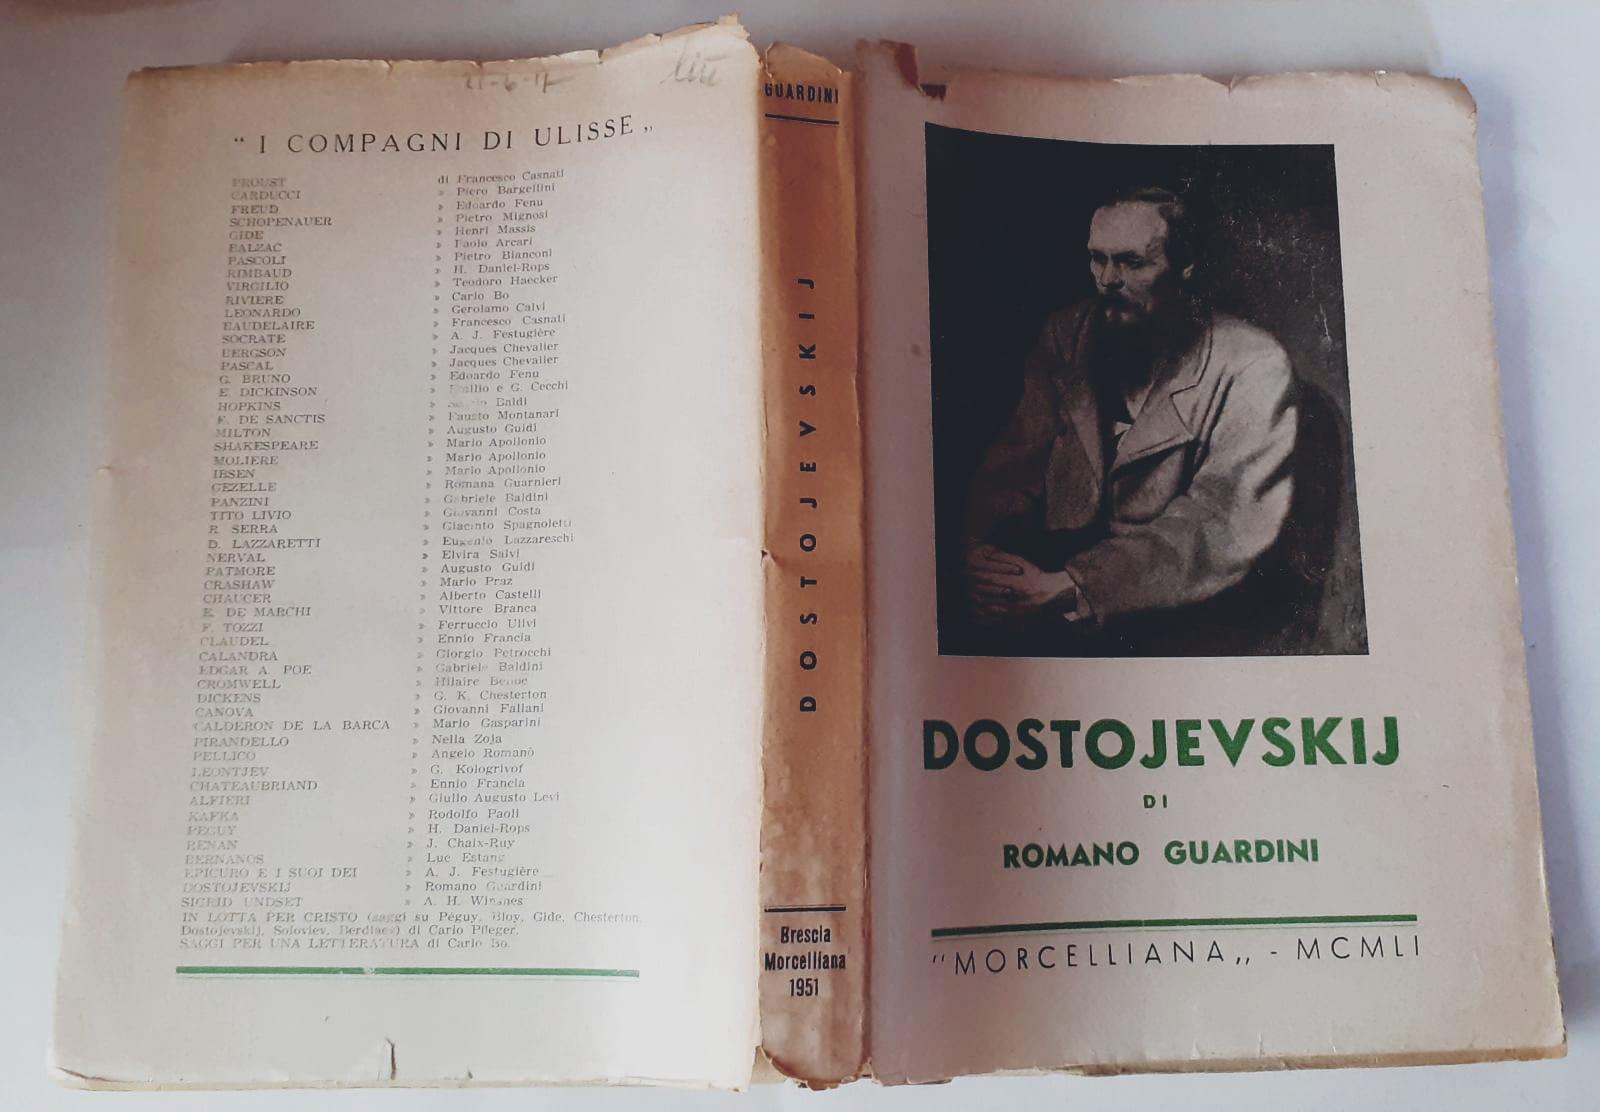 21-6-17
" I COMPAGNI DI ULISSE „
PROUST di Francesco Casnati
CARDUCCI » Piero Bargellini
FREUD » Edoardo Fenu
SCHOPENAUER » Pietro Mignosi
GIDE » Henri Massis
BALZAC » Paolo Arcari
PASCOLI » Pietro Bianconi
RIMBAUD » H. Daniel-Rops
VIRGILIO » Teodoro Haecker
RIVIERE » Carlo Bo
LEONARDO » Gerolamo Calvi
BAUDELAIRE » Francesco Casnati
SOCRATE » A. J. Festugière
BERGSON » Jacques Chevalier
PASCAL » Jacques Chevalier
G. BRUNO » Edoardo Fenu
E. DICKINSON » Emilio e G. Cecchi
HOPKINS » Baldi
F. DE SANCTIS » Fausto Montanari
MILTON » Augusto Guidi
SHAKESPEARE » Mario Apollonio
MOLIERE » Mario Apollonio
IBSEN » Mario Apollonio
GEZELLE » Romana Guarnieri
PANZINI » Gabriele Baldini
TITO LIVIO » Giovanni Costa
R. SERRA » Giacinto Spagnoletti
D. LAZZARETTI » Eugenio Lazzareschi
NERVAL » Elvira Salvi
PATMORE » Augusto Guidi
CRASHAW » Mario Praz
CHAUCER » Alberto Castelli
E. DE MARCHI » Vittore Branca
F. TOZZI » Ferruccio Ulivi
CLAUDEL » Ennio Francia
CALANDRA » Giorgio Petrocchi
EDGAR A. POE » Gabriele Baldini
CROMWELL » Hilaire Belloc
DICKENS » G. K. Chesterton
CANOVA » Giovanni Fallani
CALDERON DE LA BARCA » Mario Gasparini
PIRANDELLO » Nella Zoja
PELLICO » Angelo Romanò
LEONTJEV » G. Kologrivof
CHATEAUBRIAND » Ennio Francia
ALFIERI » Giulio Augusto Levi
KAFKA » Rodolfo Paoli
PEGUY » H. Daniel-Rops
RENAN » J. Chaix-Ruy
BERNANOS » Luc Estang
EPICURO E I SUOI DEI » A. J. Festugière
DOSTOJEVSKIJ » Romano Guardini
SIGRID UNDSET » A. H. Winsnes
IN LOTTA PER CRISTO (saggi su Péguy, Bloy, Gide, Chesterton,
Dostojevskij, Soloviev, Berdiaev) di Carlo Pfleger.
SAGGI PER UNA LETTERATURA di Carlo Bo.
GUARDINI
DOSTOJEVSKIJ
Brescia
Morcelliana
1951
DOSTOJEVSKIJ
DI
ROMANO GUARDINI
"MORCELLIANA„ - MCMLI